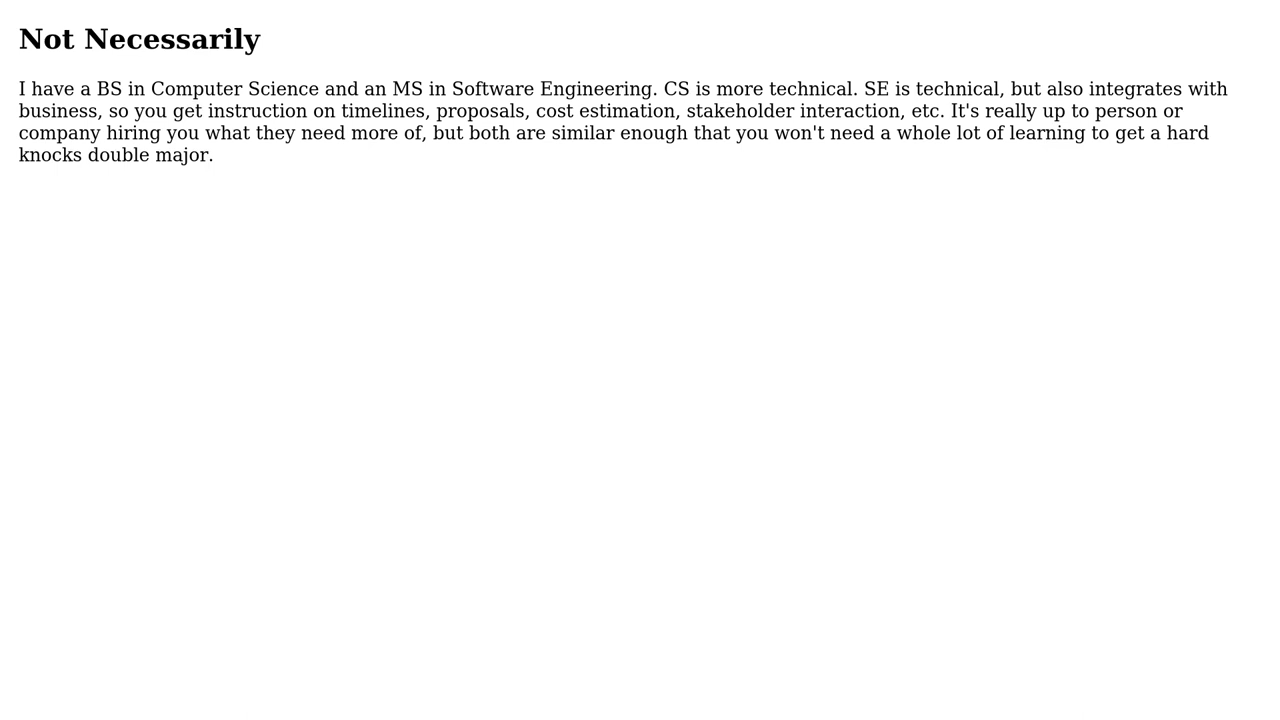 Not Necessarily
I have a BS in Computer Science and an MS in Software Engineering. CS is more technical. SE is technical, but also integrates with
business, so you get instruction on timelines, proposals, cost estimation, stakeholder interaction, etc. It's really up to person or
company hiring you what they need more of, but both are similar enough that you won't need a whole lot of learning to get a hard
knocks double major.